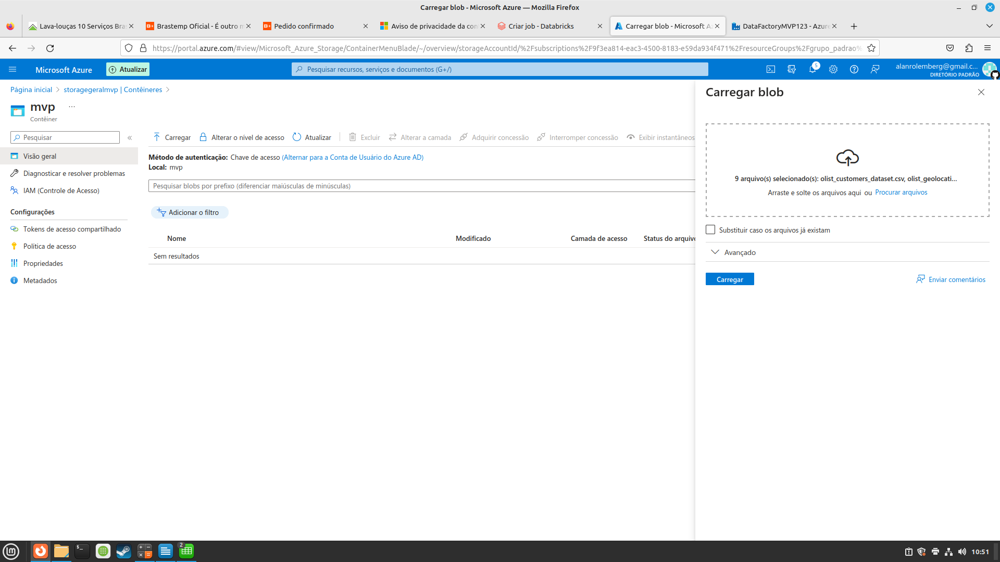 Carregar blob - Microsoft Azure — Mozilla Firefox
Lava-louças 10 Serviços Bra
Brastemp Oficial - É outro m
Pedido confirmado
Aviso de privacidade da con
Criar job - Databricks
Carregar blob - Microsoft Az
DataFactoryMVP123 - Azure
https://portal.azure.com/#view/Microsoft_Azure_Storage/ContainerMenuBlade/~/overview/storageAccountId/%2Fsubscriptions%2F9f3ea814-eac3-4500-8183-e59da934f471%2FresourceGroups%2Fgrupo_padrao%
Microsoft Azure
Atualizar
Pesquisar recursos, serviços e documentos (G+/)
5
alanrolemberg@gmail.c...
DIRETÓRIO PADRÃO
Página inicial > storagegeralmvp | Contêineres >
mvp ...
Contêiner
Pesquisar
«
Visão geral
Diagnosticar e resolver problemas
IAM (Controle de Acesso)
Configurações
Tokens de acesso compartilhado
Política de acesso
Propriedades
Metadados
Carregar
Alterar o nível de acesso
Atualizar
Excluir
Alterar a camada
Adquirir concessão
Interromper concessão
Exibir instantâneos
Método de autenticação: Chave de acesso (Alternar para a Conta de Usuário do Azure AD)
Local: mvp
Pesquisar blobs por prefixo (diferenciar maiúsculas de minúsculas)
Adicionar o filtro
Nome
Modificado
Camada de acesso
Status do arquivo
Sem resultados
Carregar blob
9 arquivo(s) selecionado(s): olist_customers_dataset.csv, olist_geolocati...
Arraste e solte os arquivos aqui ou Procurar arquivos
Substituir caso os arquivos já existam
Avançado
Carregar
Enviar comentários
2
10:51